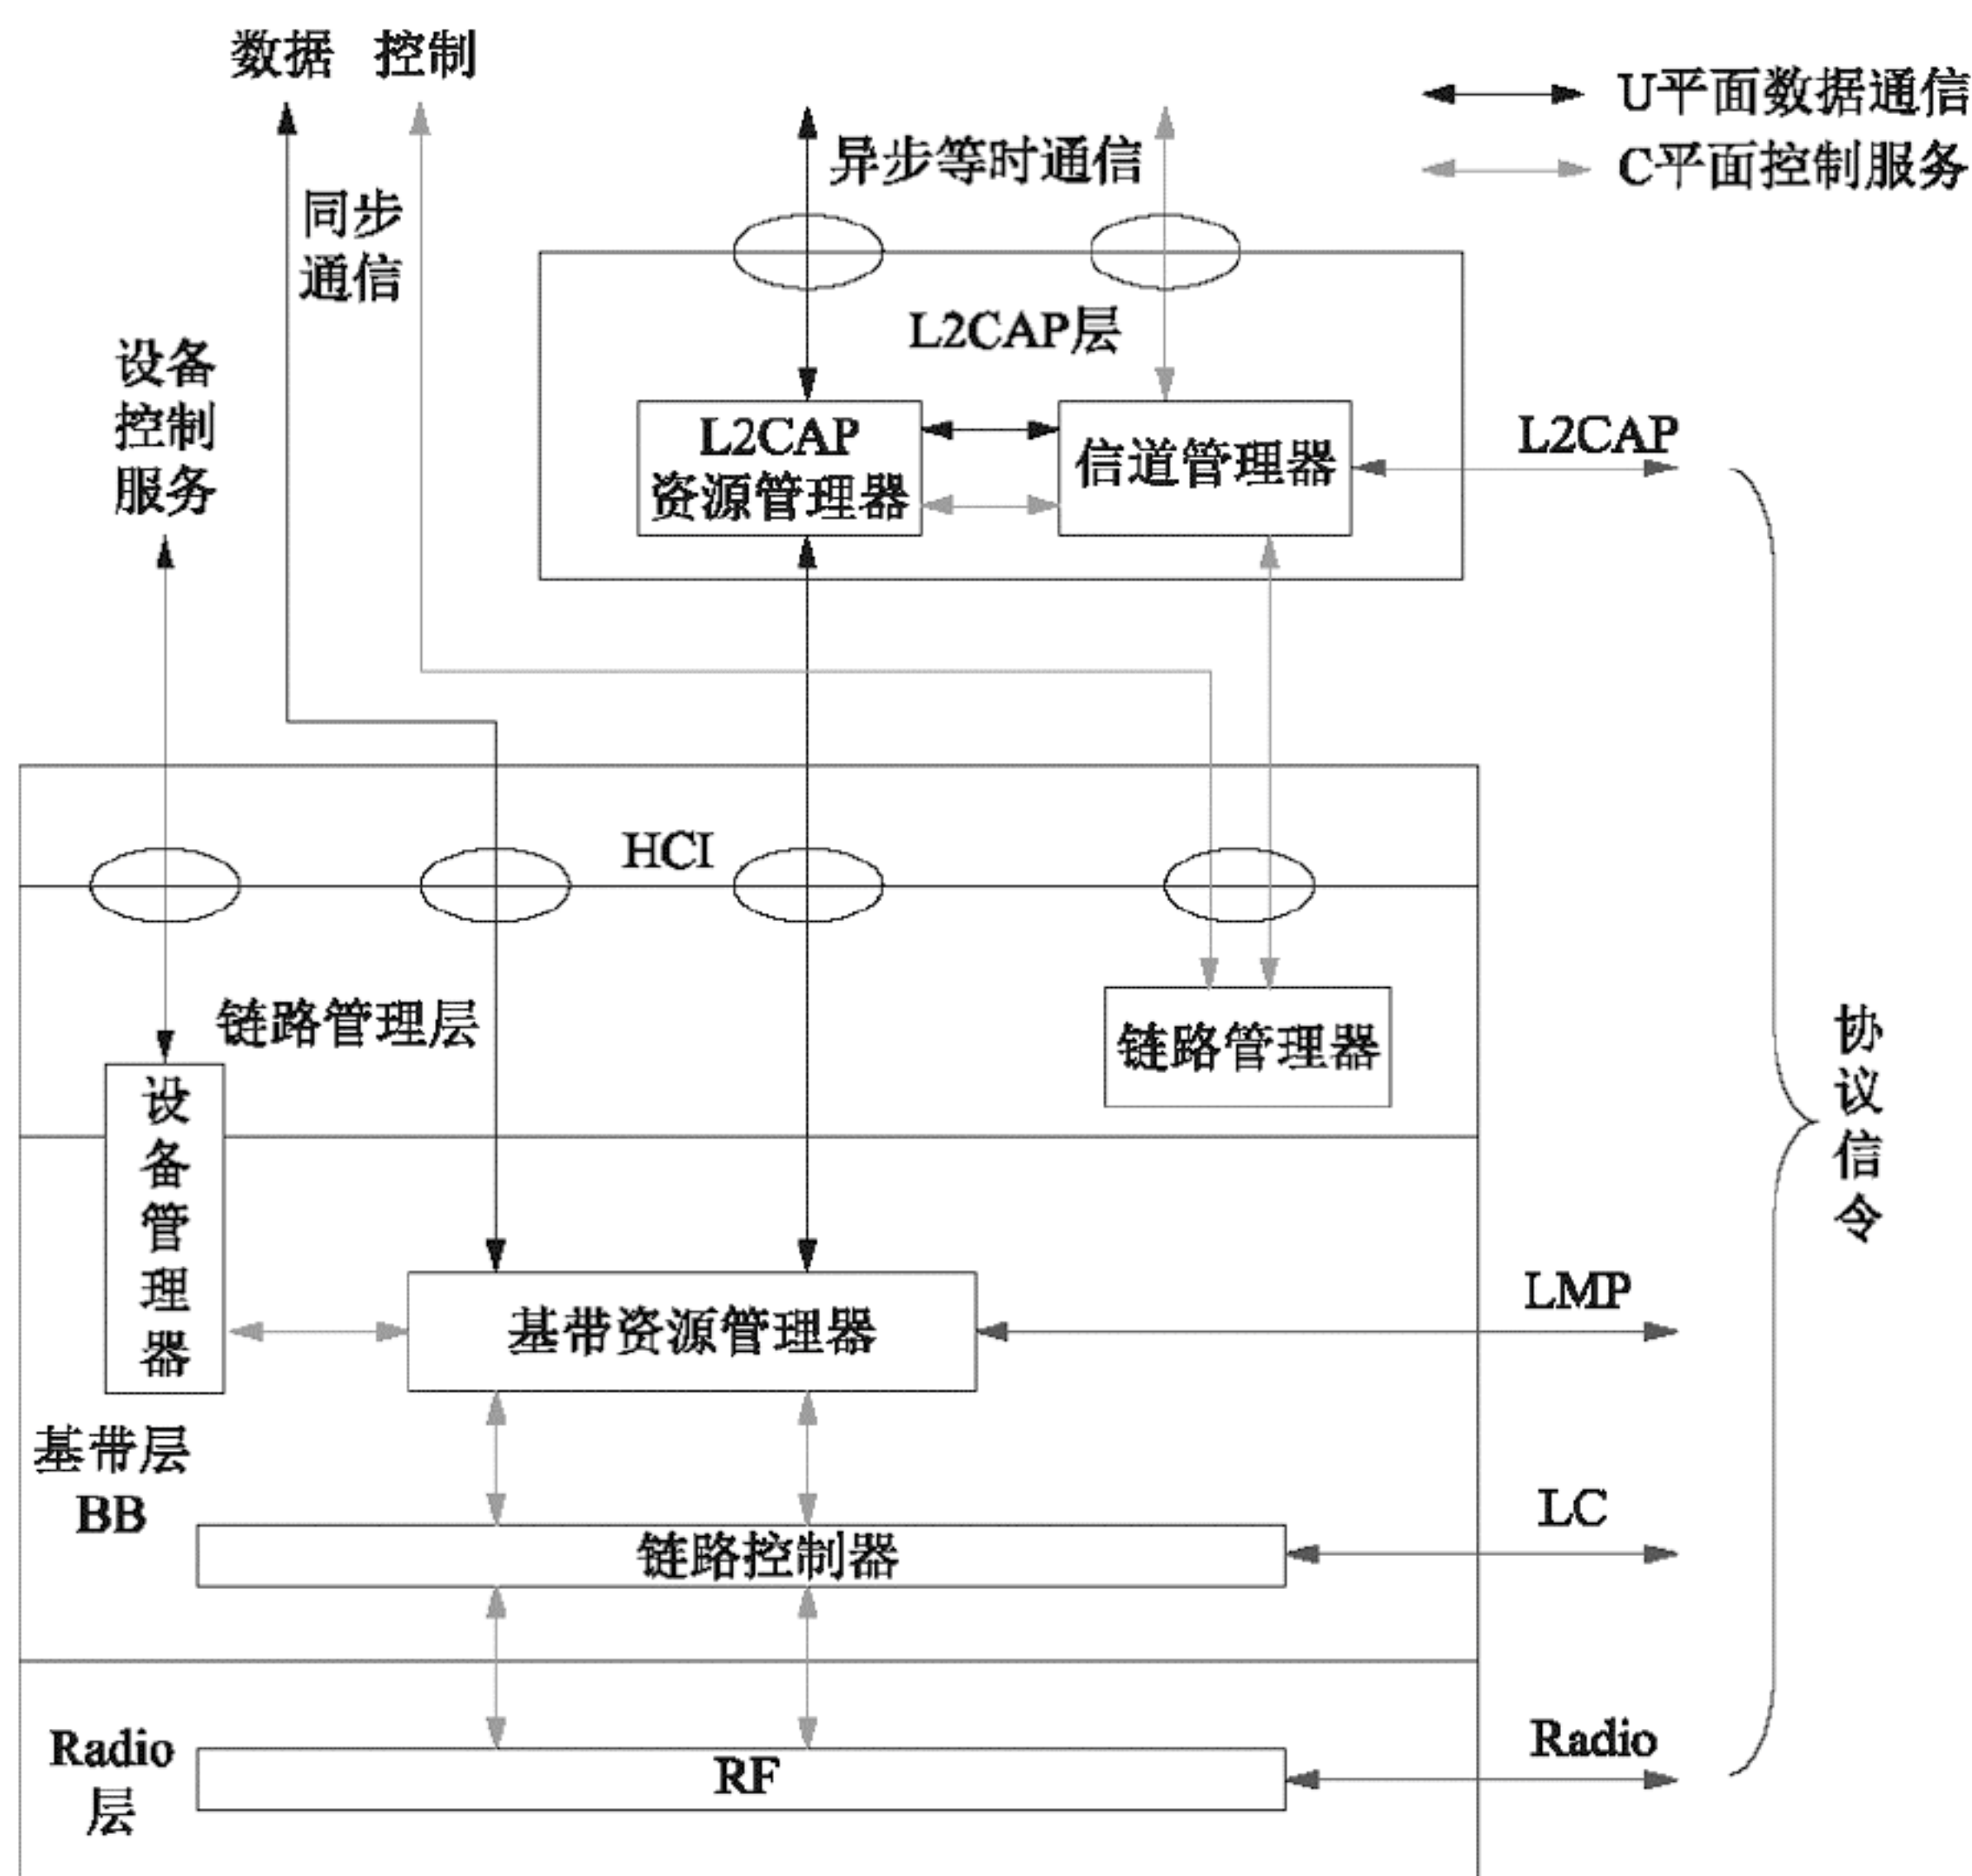 数据 控制
U平面数据通信
C平面控制服务
异步等时通信
同步
通信
L2CAP层
设备
控制
服务
L2CAP
资源管理器
信道管理器
L2CAP
HCI
链路管理层
链路管理器
设
备
管
理
器
协
议
信
令
基带资源管理器
LMP
基带层
BB
链路控制器
LC
Radio
层
RF
Radio